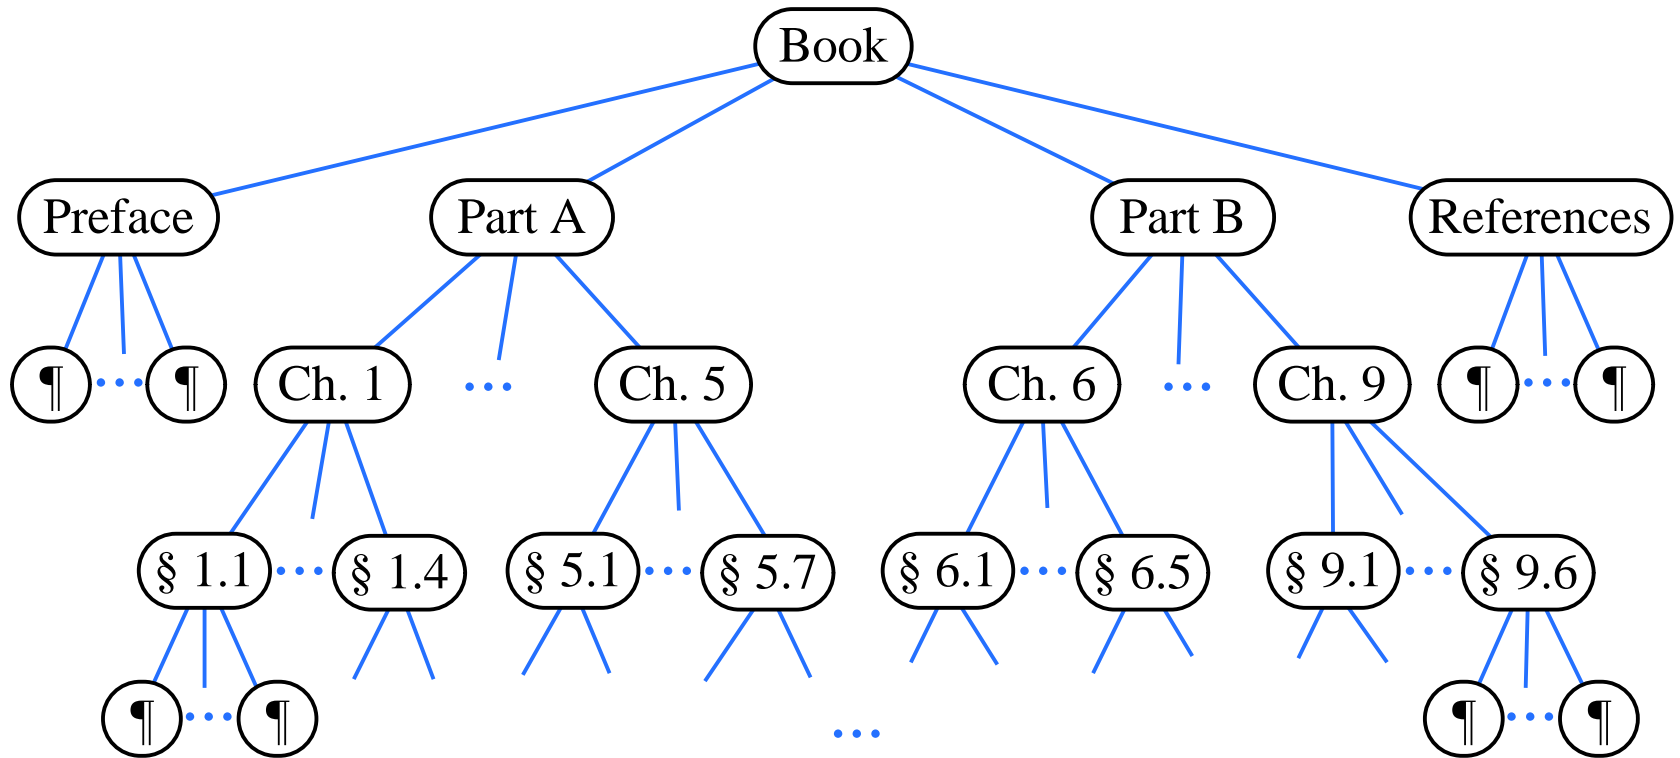 Book
Preface Part A Part B References
¶ ... ¶ Ch. 1 ... Ch. 5 Ch. 6 ... Ch. 9 ¶ ... ¶
§ 1.1 ... § 1.4 § 5.1 ... § 5.7 § 6.1 ... § 6.5 § 9.1 ... § 9.6
¶ ... ¶ ... ¶ ... ¶